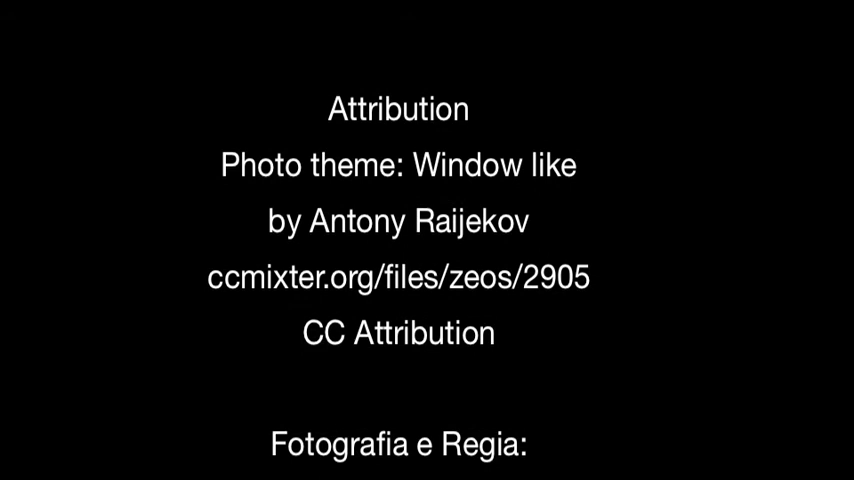 Attribution
Photo theme: Window like
by Antony Raijekov
ccmixter.org/files/zeos/2905
CC Attribution
Fotografia e Regia: